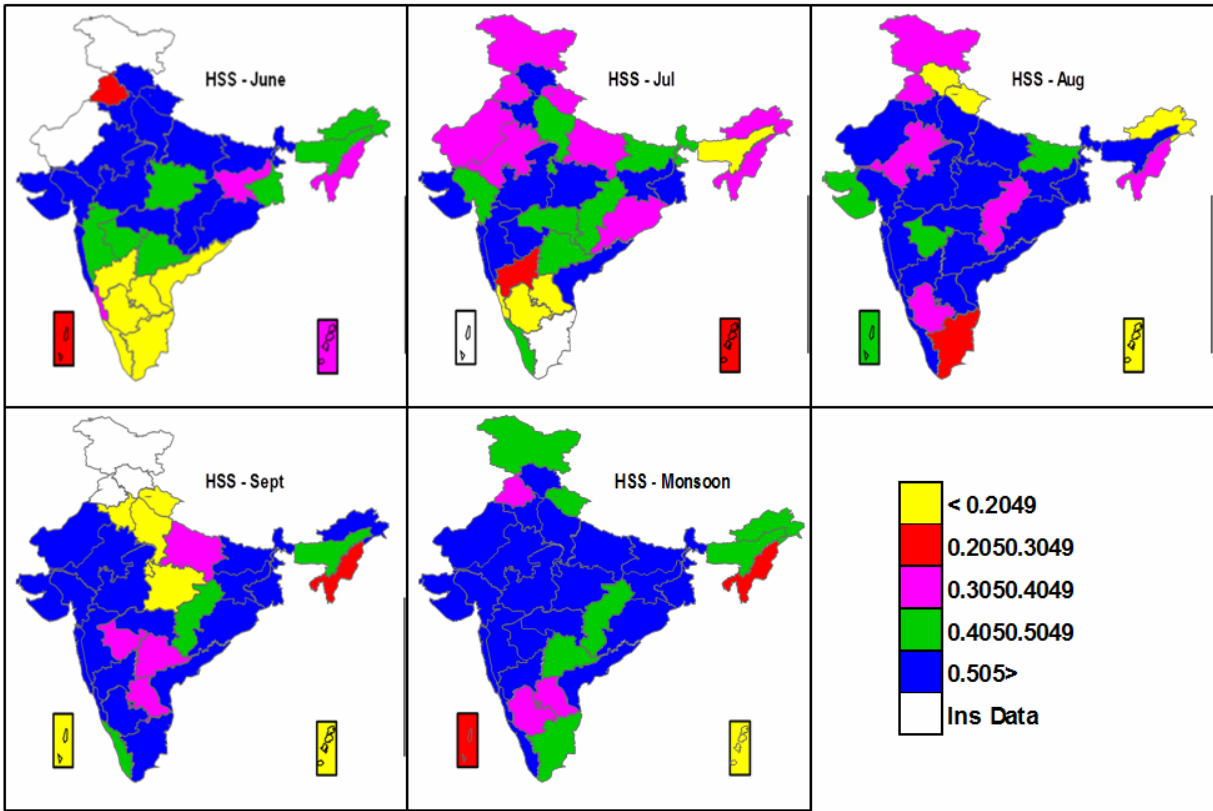 HSS - June
HSS - Jul
HSS - Aug
HSS - Sept
HSS - Monsoon
< 0.2049
0.2050.3049
0.3050.4049
0.4050.5049
0.505>
Ins Data